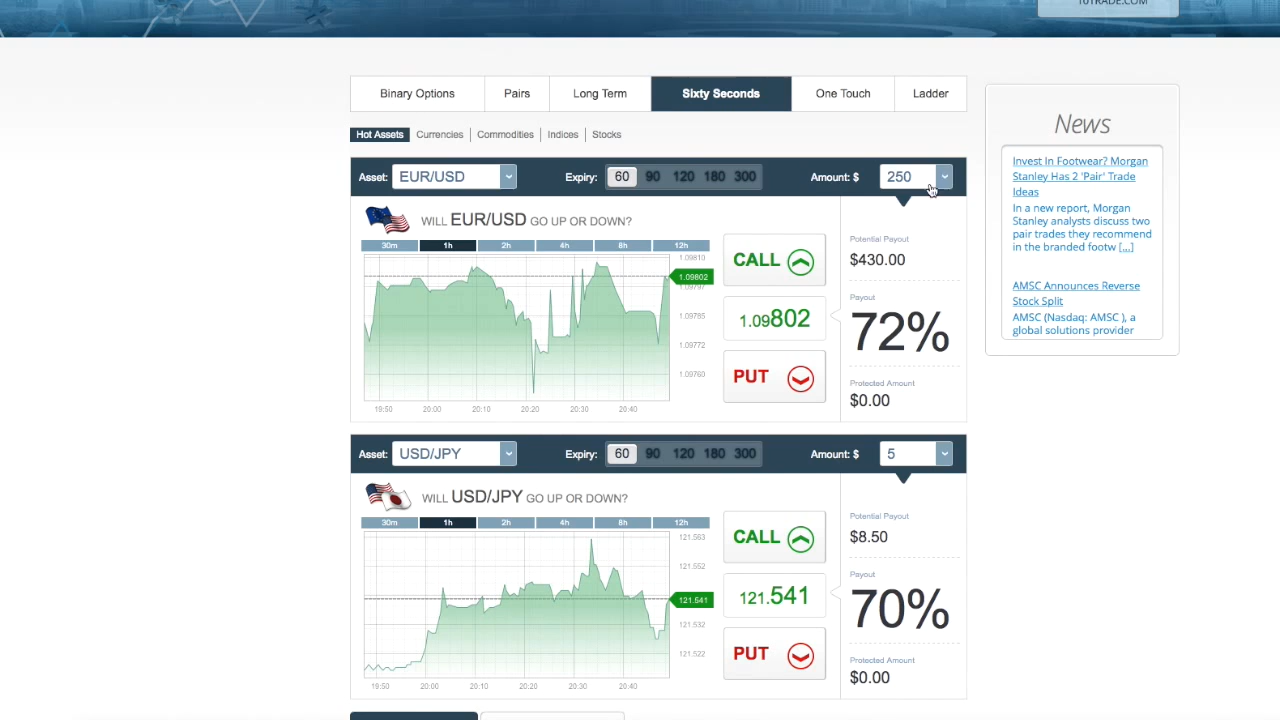 101TRADE.COM
Binary Options
Pairs
Long Term
Sixty Seconds
One Touch
Ladder
Hot Assets
Currencies
Commodities
Indices
Stocks
Asset: EUR/USD
Expiry: 60 90 120 180 300
Amount: $ 250
WILL EUR/USD GO UP OR DOWN?
30m 1h 2h 4h 8h 12h
1.09810
1.09802
1.09797
1.09785
1.09772
1.09760
19:50 20:00 20:10 20:20 20:30 20:40
CALL
1.09802
PUT
Potential Payout
$430.00
Payout
72%
Protected Amount
$0.00
Asset: USD/JPY
Expiry: 60 90 120 180 300
Amount: $ 5
WILL USD/JPY GO UP OR DOWN?
30m 1h 2h 4h 8h 12h
121.563
121.552
121.541
121.532
121.522
19:50 20:00 20:10 20:20 20:30 20:40
CALL
121.541
PUT
Potential Payout
$8.50
Payout
70%
Protected Amount
$0.00
News
Invest In Footwear? Morgan
Stanley Has 2 'Pair' Trade
Ideas
In a new report, Morgan
Stanley analysts discuss two
pair trades they recommend
in the branded footw [...]
AMSC Announces Reverse
Stock Split
AMSC (Nasdaq: AMSC ), a
global solutions provider